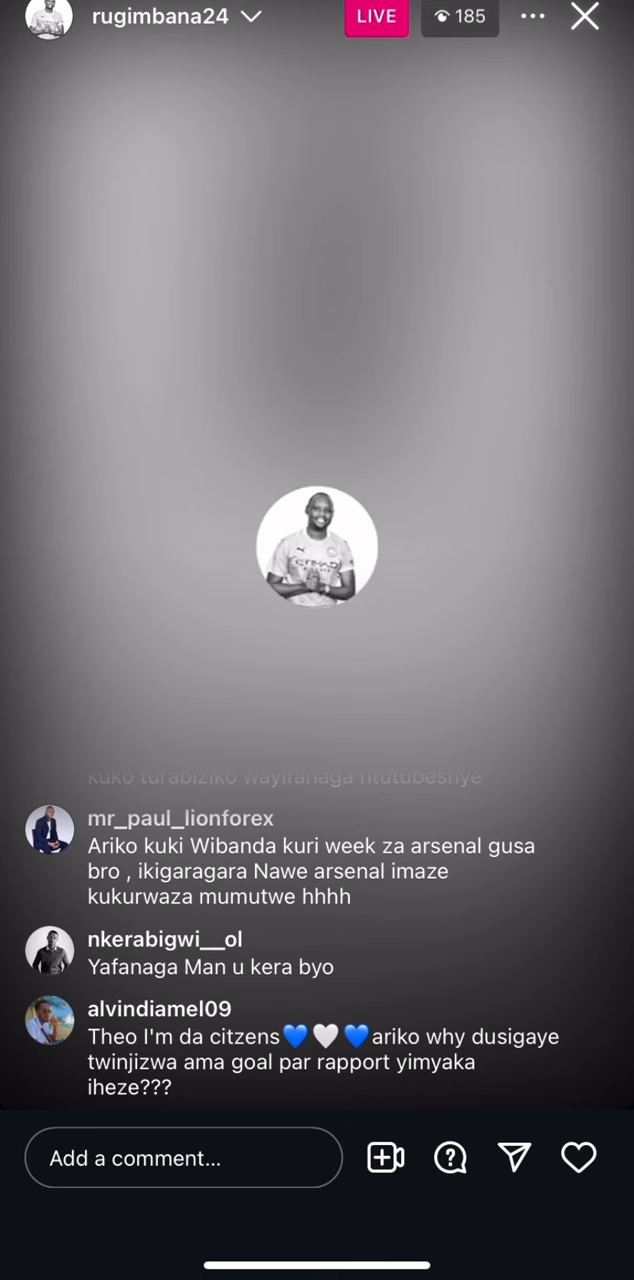 rugimbana24
LIVE
185
kuko turabiziko wayifanaga ntutubeshye
mr_paul_lionforex
Ariko kuki Wibanda kuri week za arsenal gusa
bro , ikigaragara Nawe arsenal imaze
kukurwaza mumutwe hhhh
nkerabigwi__ol
Yafanaga Man u kera byo
alvindiamel09
Theo I'm da citzens💙🤍💙ariko why dusigaye
twinjizwa ama goal par rapport yimyaka
iheze???
Add a comment...